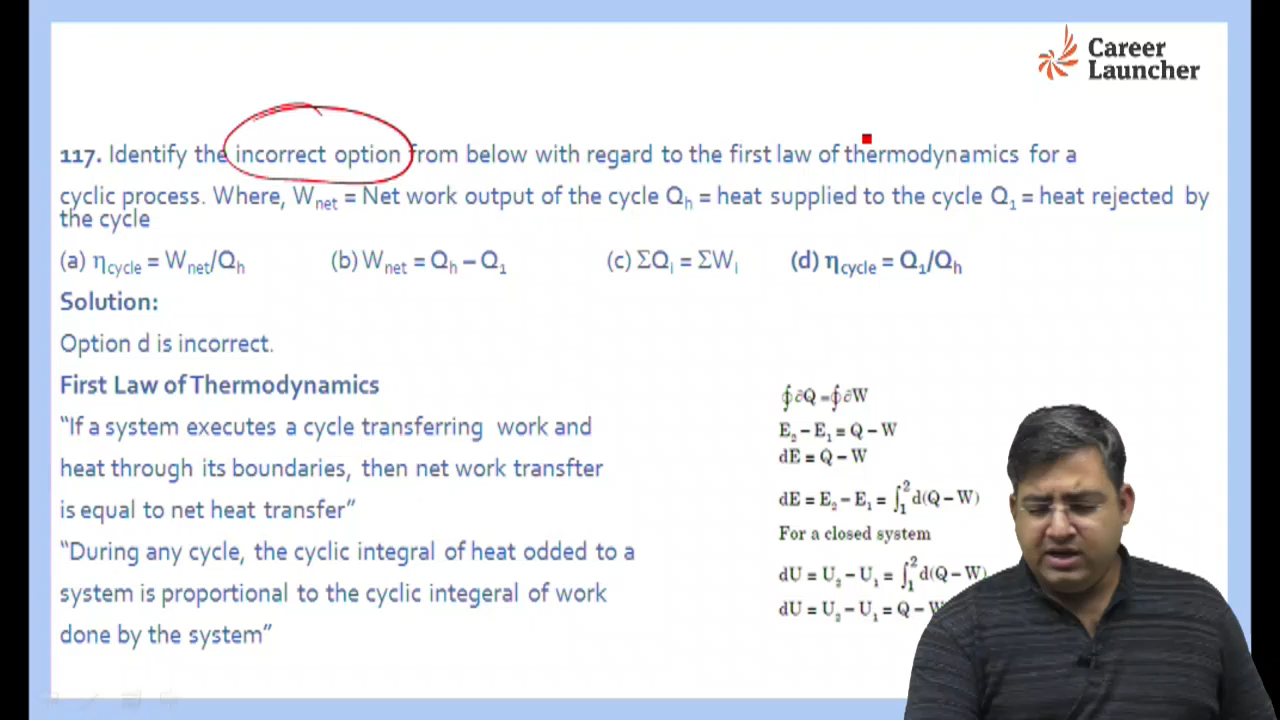 Career
Launcher
117. Identify the incorrect option from below with regard to the first law of thermodynamics for a
cyclic process. Where, Wnet = Net work output of the cycle Qh = heat supplied to the cycle Q1 = heat rejected by
the cycle
(a) ηcycle = Wnet/Qh (b) Wnet = Qh – Q1 (c) ΣQI = ΣWI (d) ηcycle = Q1/Qh
Solution:
Option d is incorrect.
First Law of Thermodynamics
“If a system executes a cycle transferring work and
heat through its boundaries, then net work transfter
is equal to net heat transfer”
“During any cycle, the cyclic integral of heat odded to a
system is proportional to the cyclic integeral of work
done by the system”
∮∂Q = ∮∂W
E₂ – E₁ = Q – W
dE = Q – W
dE = E₂ – E₁ = ∫₁² d(Q – W)
For a closed system
dU = U₂ – U₁ = ∫₁² d(Q – W)
dU = U₂ – U₁ = Q –